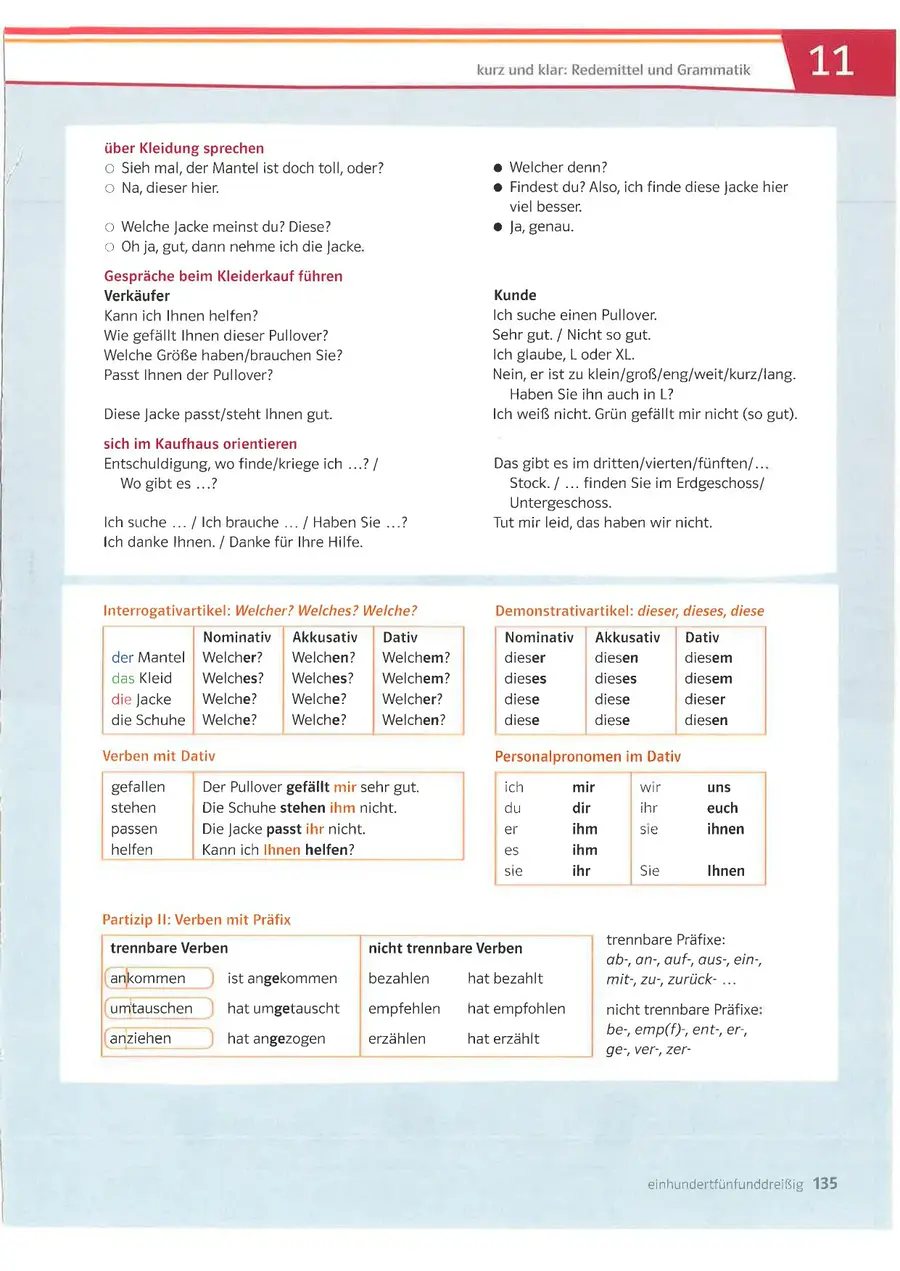 kurz und klar: Redemittel und Grammatik 11
über Kleidung sprechen
○ Sieh mal, der Mantel ist doch toll, oder?
● Welcher denn?
○ Na, dieser hier.
● Findest du? Also, ich finde diese Jacke hier
viel besser.
○ Welche Jacke meinst du? Diese?
● Ja, genau.
○ Oh ja, gut, dann nehme ich die Jacke.
Gespräche beim Kleiderkauf führen
Verkäufer Kunde
Kann ich Ihnen helfen? Ich suche einen Pullover.
Wie gefällt Ihnen dieser Pullover? Sehr gut. / Nicht so gut.
Welche Größe haben/brauchen Sie? Ich glaube, L oder XL.
Passt Ihnen der Pullover? Nein, er ist zu klein/groß/eng/weit/kurz/lang.
Haben Sie ihn auch in L?
Diese Jacke passt/steht Ihnen gut. Ich weiß nicht. Grün gefällt mir nicht (so gut).
sich im Kaufhaus orientieren
Entschuldigung, wo finde/kriege ich ...? / Das gibt es im dritten/vierten/fünften/...
Wo gibt es ...? Stock. / ... finden Sie im Erdgeschoss/
Untergeschoss.
Ich suche ... / Ich brauche ... / Haben Sie ...? Tut mir leid, das haben wir nicht.
Ich danke Ihnen. / Danke für Ihre Hilfe.
Interrogativartikel: Welcher? Welches? Welche?
Nominativ Akkusativ Dativ
der Mantel Welcher? Welchen? Welchem?
das Kleid Welches? Welches? Welchem?
die Jacke Welche? Welche? Welcher?
die Schuhe Welche? Welche? Welchen?
Demonstrativartikel: dieser, dieses, diese
Nominativ Akkusativ Dativ
dieser diesen diesem
dieses dieses diesem
diese diese dieser
diese diese diesen
Verben mit Dativ
gefallen Der Pullover gefällt mir sehr gut.
stehen Die Schuhe stehen ihm nicht.
passen Die Jacke passt ihr nicht.
helfen Kann ich Ihnen helfen?
Personalpronomen im Dativ
ich mir wir uns
du dir ihr euch
er ihm sie ihnen
es ihm
sie ihr Sie Ihnen
Partizip II: Verben mit Präfix
trennbare Verben nicht trennbare Verben
ankommen ist angekommen bezahlen hat bezahlt
umtauschen hat umgetauscht empfehlen hat empfohlen
anziehen hat angezogen erzählen hat erzählt
trennbare Präfixe:
ab-, an-, auf-, aus-, ein-,
mit-, zu-, zurück- ...
nicht trennbare Präfixe:
be-, emp(f)-, ent-, er-,
ge-, ver-, zer-
einhundertfünfunddreißig 135